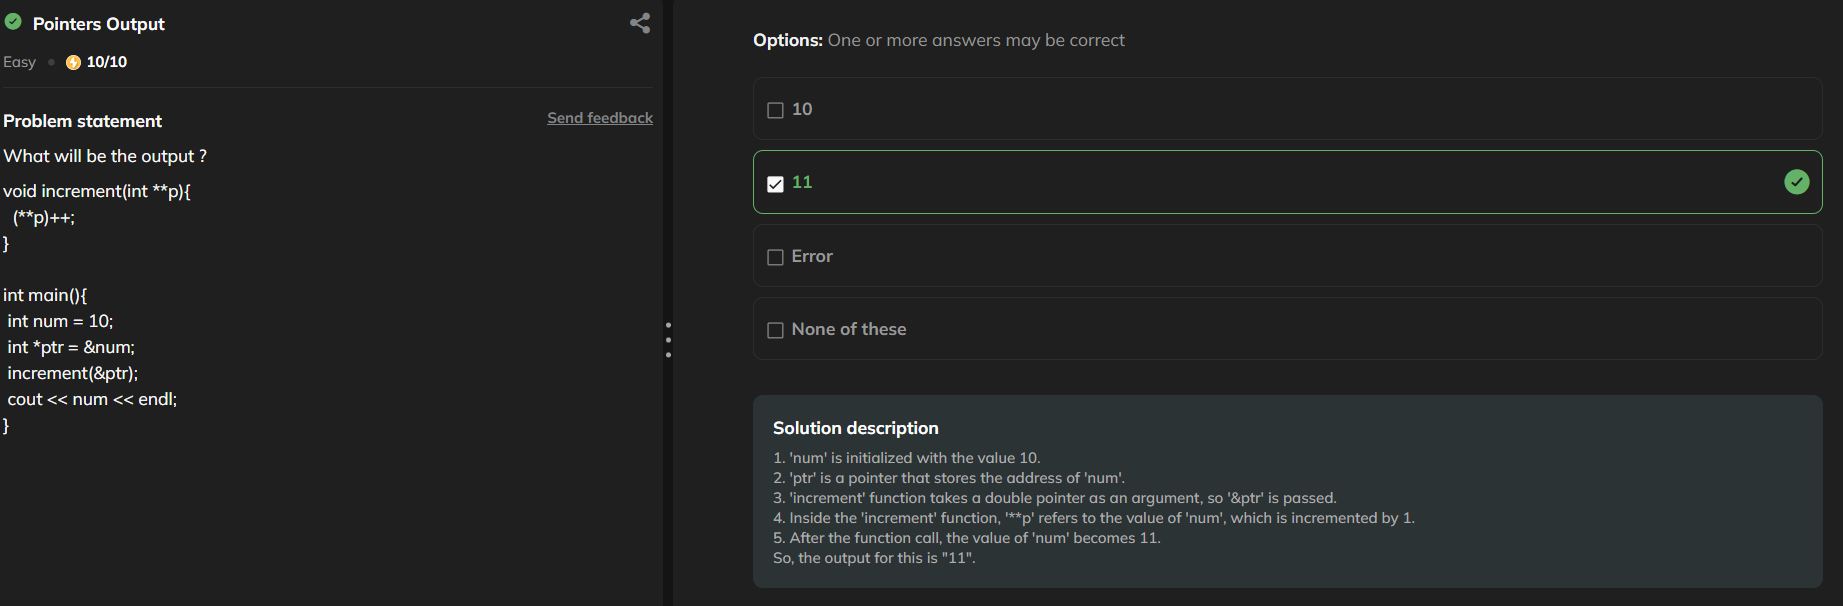 Pointers Output
Easy • 10/10
Problem statement
Send feedback
What will be the output ?
void increment(int **p){
(**p)++;
}
int main(){
int num = 10;
int *ptr = &num;
increment(&ptr);
cout << num << endl;
}
Options: One or more answers may be correct
10
11
Error
None of these
Solution description
1. 'num' is initialized with the value 10.
2. 'ptr' is a pointer that stores the address of 'num'.
3. 'increment' function takes a double pointer as an argument, so '&ptr' is passed.
4. Inside the 'increment' function, '**p' refers to the value of 'num', which is incremented by 1.
5. After the function call, the value of 'num' becomes 11.
So, the output for this is "11".